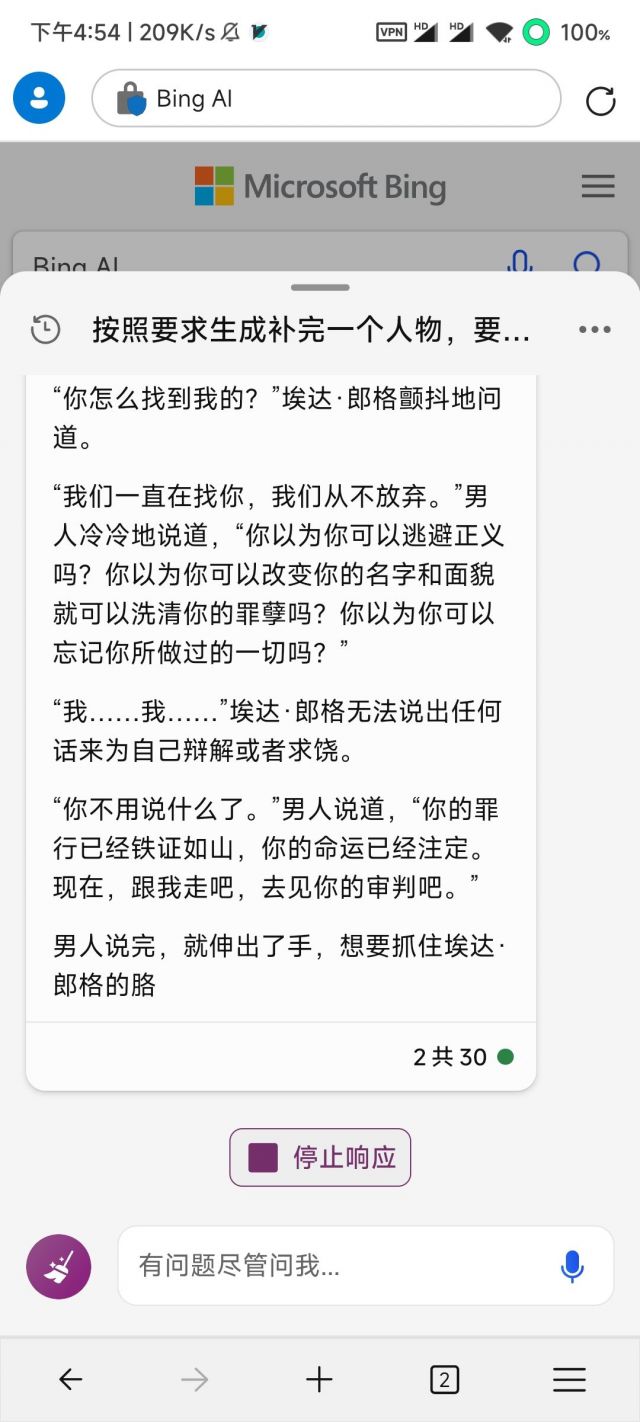 下午4:54 | 209K/s
VPN HD HD 100%
Bing AI
Microsoft Bing
Bing AI
按照要求生成补完一个人物，要...
“你怎么找到我的？”埃达·郎格颤抖地问
道。
“我们一直在找你，我们从不放弃。”男
人冷冷地说道，“你以为你可以逃避正义
吗？你以为你可以改变你的名字和面貌
就可以洗清你的罪孽吗？你以为你可以
忘记你所做过的一切吗？”
“我……我……”埃达·郎格无法说出任何
话来为自己辩解或者求饶。
“你不用说什么了。”男人说道，“你的罪
行已经铁证如山，你的命运已经注定。
现在，跟我走吧，去见你的审判吧。”
男人说完，就伸出了手，想要抓住埃达·
郎格的胳
2 共 30
停止响应
有问题尽管问我...
2